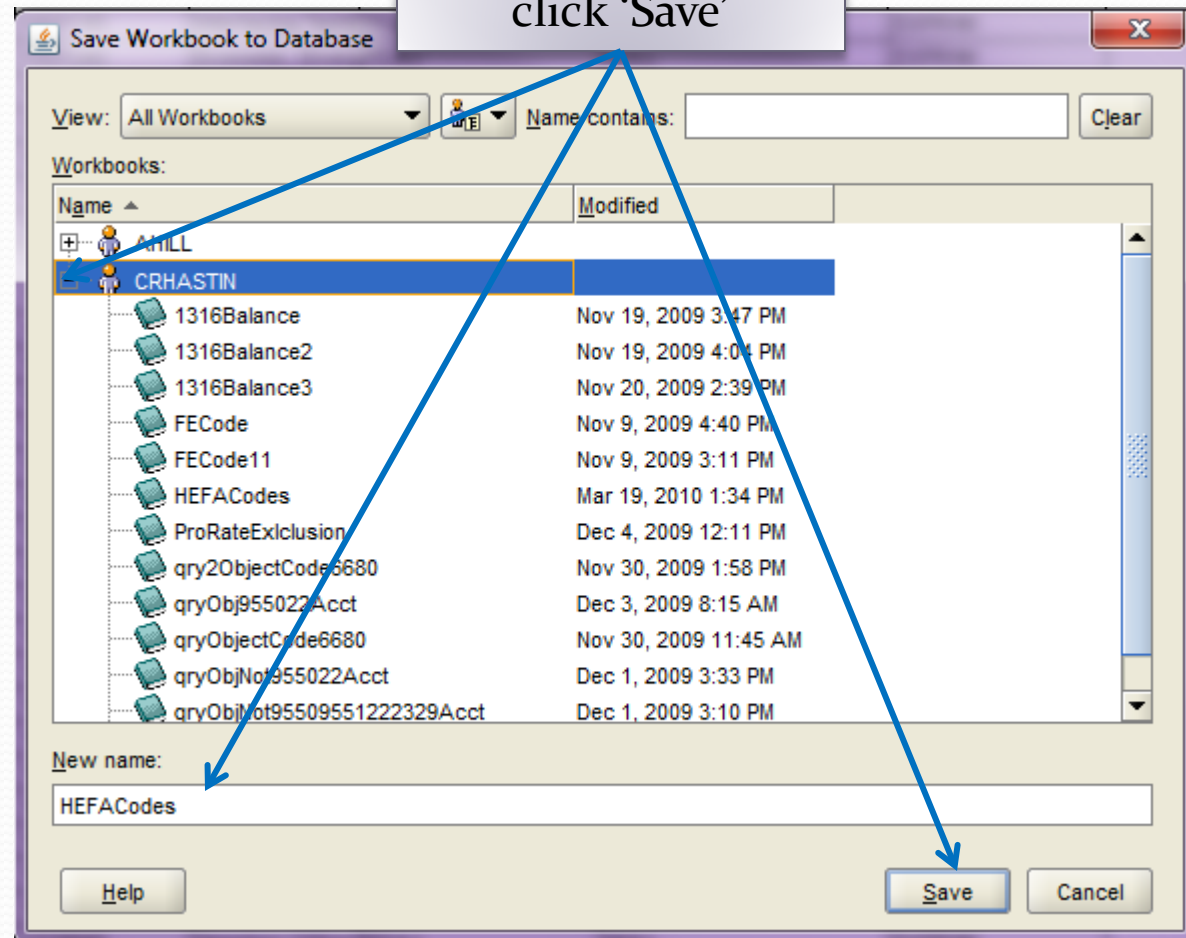 click ‘Save’
Save Workbook to Database
View: All Workbooks Name contains: Clear
Workbooks:
Name Modified
AHILL
CRHASTIN
1316Balance Nov 19, 2009 3:47 PM
1316Balance2 Nov 19, 2009 4:04 PM
1316Balance3 Nov 20, 2009 2:39 PM
FECode Nov 9, 2009 4:40 PM
FECode11 Nov 9, 2009 3:11 PM
HEFACodes Mar 19, 2010 1:34 PM
ProRateExlclusion Dec 4, 2009 12:11 PM
qry2ObjectCode6680 Nov 30, 2009 1:58 PM
qryObj955022Acct Dec 3, 2009 8:15 AM
qryObjectCode6680 Nov 30, 2009 11:45 AM
qryObjNot955022Acct Dec 1, 2009 3:33 PM
qryObjNot95509551222329Acct Dec 1, 2009 3:10 PM
New name:
HEFACodes
Help Save Cancel